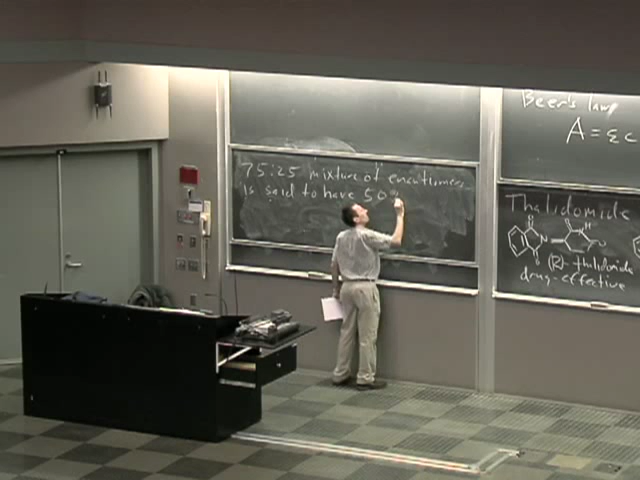 75:25 mixture of enantiomers
is said to have 50%
Beer's law
A = εc
Thalidomide
N
H
N
O
O
(R)-thalidomide
drug-effective